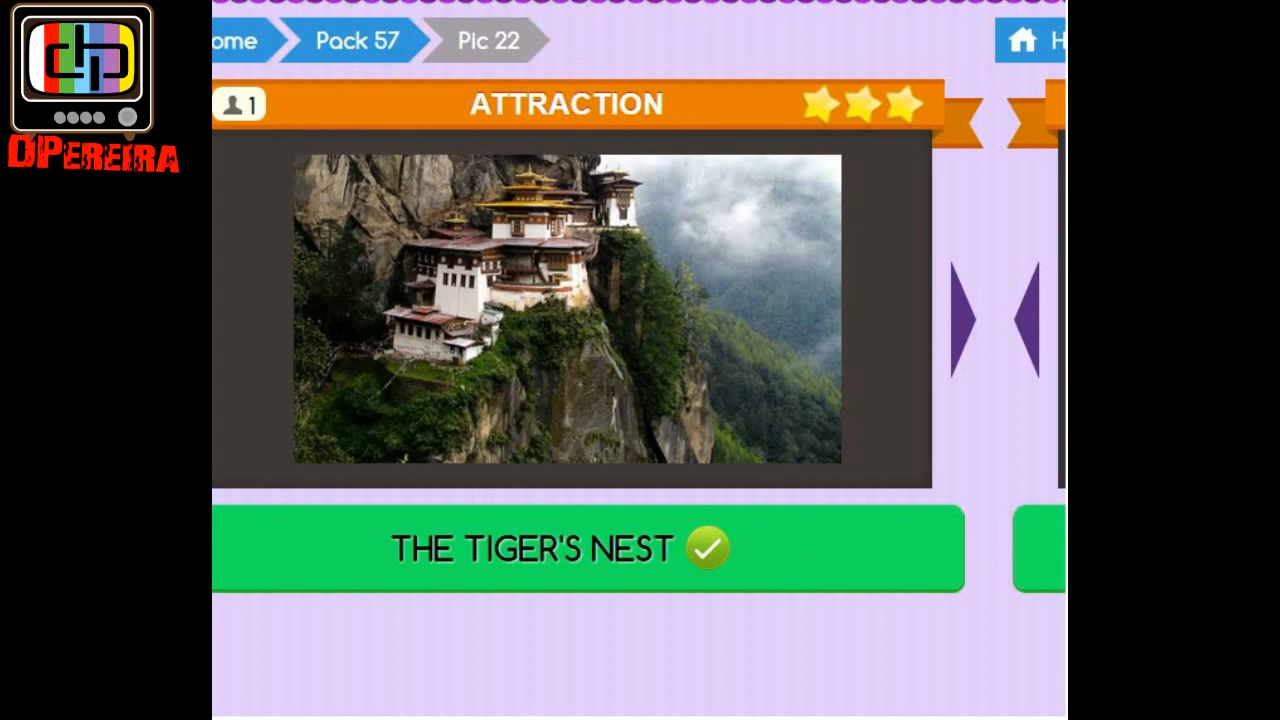 DPEREIRA
ome
Pack 57
Pic 22
H
1
ATTRACTION
THE TIGER'S NEST